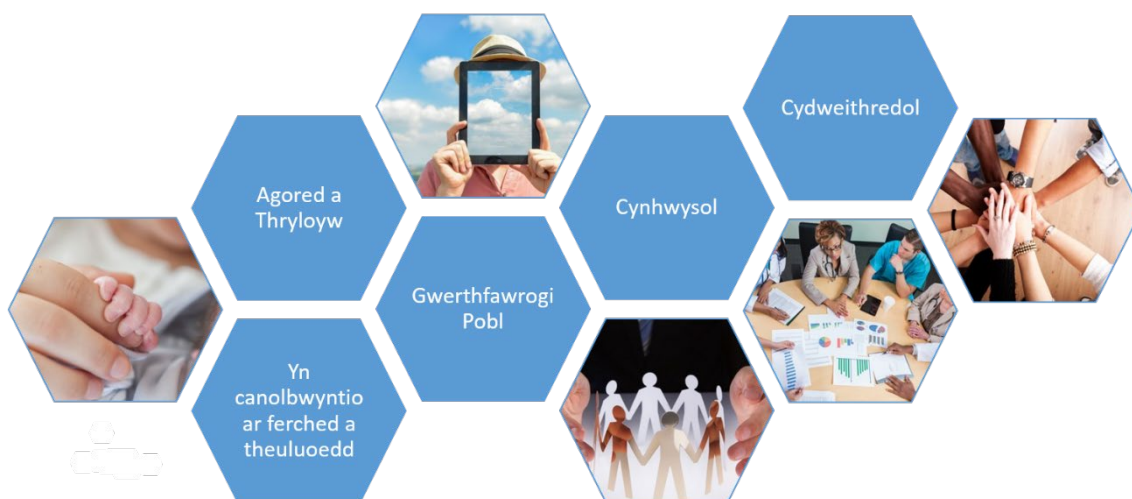 Agored a
Thryloyw
Yn
canolbwyntio
ar ferched a
theuluoedd
Gwerthfawrogi
Pobl
Cynhwysol
Cydweithredol